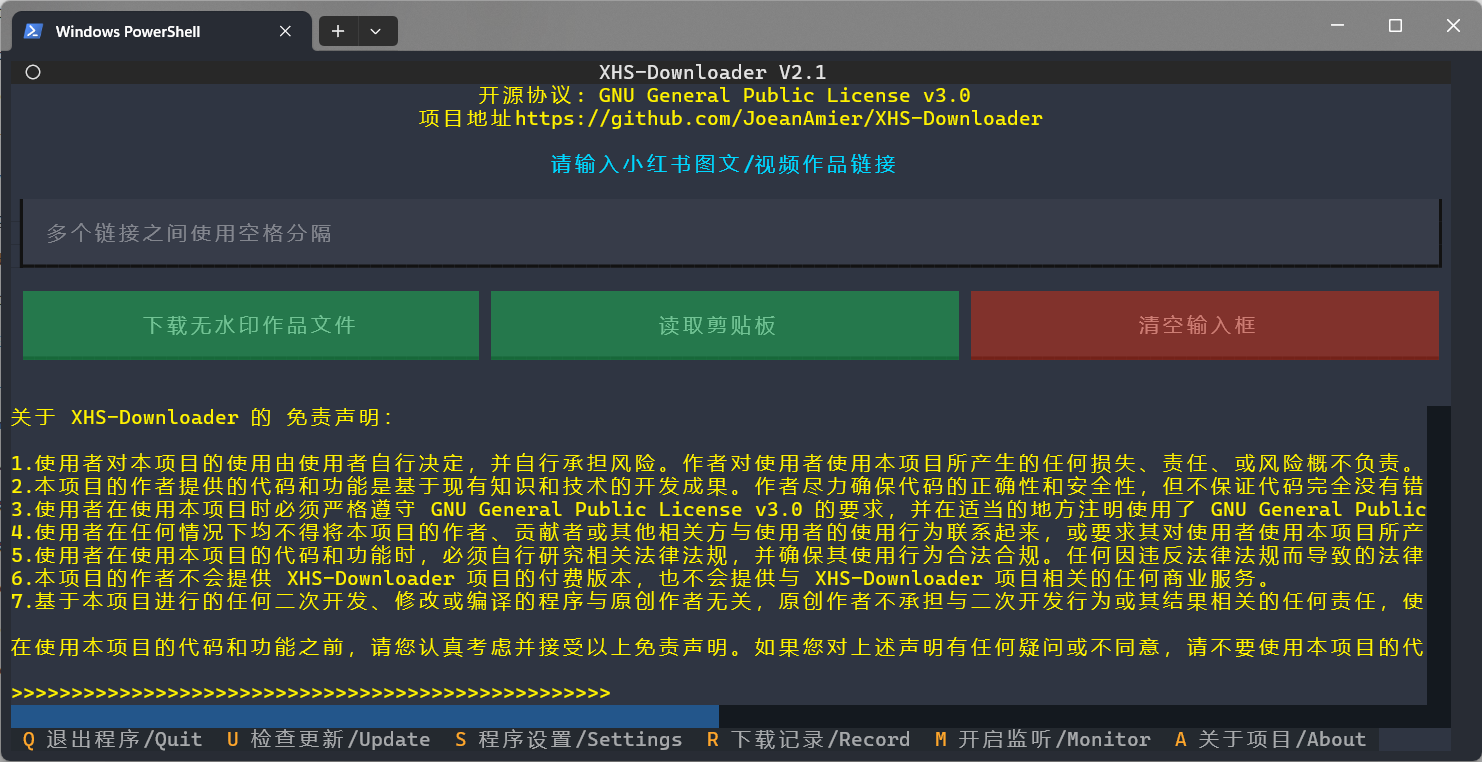 Windows PowerShell
XHS-Downloader V2.1
开源协议: GNU General Public License v3.0
项目地址https://github.com/JoeanAmier/XHS-Downloader
请输入小红书图文/视频作品链接
多个链接之间使用空格分隔
下载无水印作品文件 读取剪贴板 清空输入框
关于 XHS-Downloader 的 免责声明:
1.使用者对本项目的使用由使用者自行决定，并自行承担风险。作者对使用者使用本项目所产生的任何损失、责任、或风险概不负责。
2.本项目的作者提供的代码和功能是基于现有知识和技术的开发成果。作者尽力确保代码的正确性和安全性，但不保证代码完全没有错
3.使用者在使用本项目时必须严格遵守 GNU General Public License v3.0 的要求，并在适当的地方注明使用了 GNU General Public
4.使用者在任何情况下均不得将本项目的作者、贡献者或其他相关方与使用者的使用行为联系起来，或要求其对使用者使用本项目所产
5.使用者在使用本项目的代码和功能时，必须自行研究相关法律法规，并确保其使用行为合法合规。任何因违反法律法规而导致的法律
6.本项目的作者不会提供 XHS-Downloader 项目的付费版本，也不会提供与 XHS-Downloader 项目相关的任何商业服务。
7.基于本项目进行的任何二次开发、修改或编译的程序与原创作者无关，原创作者不承担与二次开发行为或其结果相关的任何责任，使
在使用本项目的代码和功能之前，请您认真考虑并接受以上免责声明。如果您对上述声明有任何疑问或不同意，请不要使用本项目的代
>>>>>>>>>>>>>>>>>>>>>>>>>>>>>>>>>>>>>>>>>>>>>>>>>>
Q 退出程序/Quit U 检查更新/Update S 程序设置/Settings R 下载记录/Record M 开启监听/Monitor A 关于项目/About